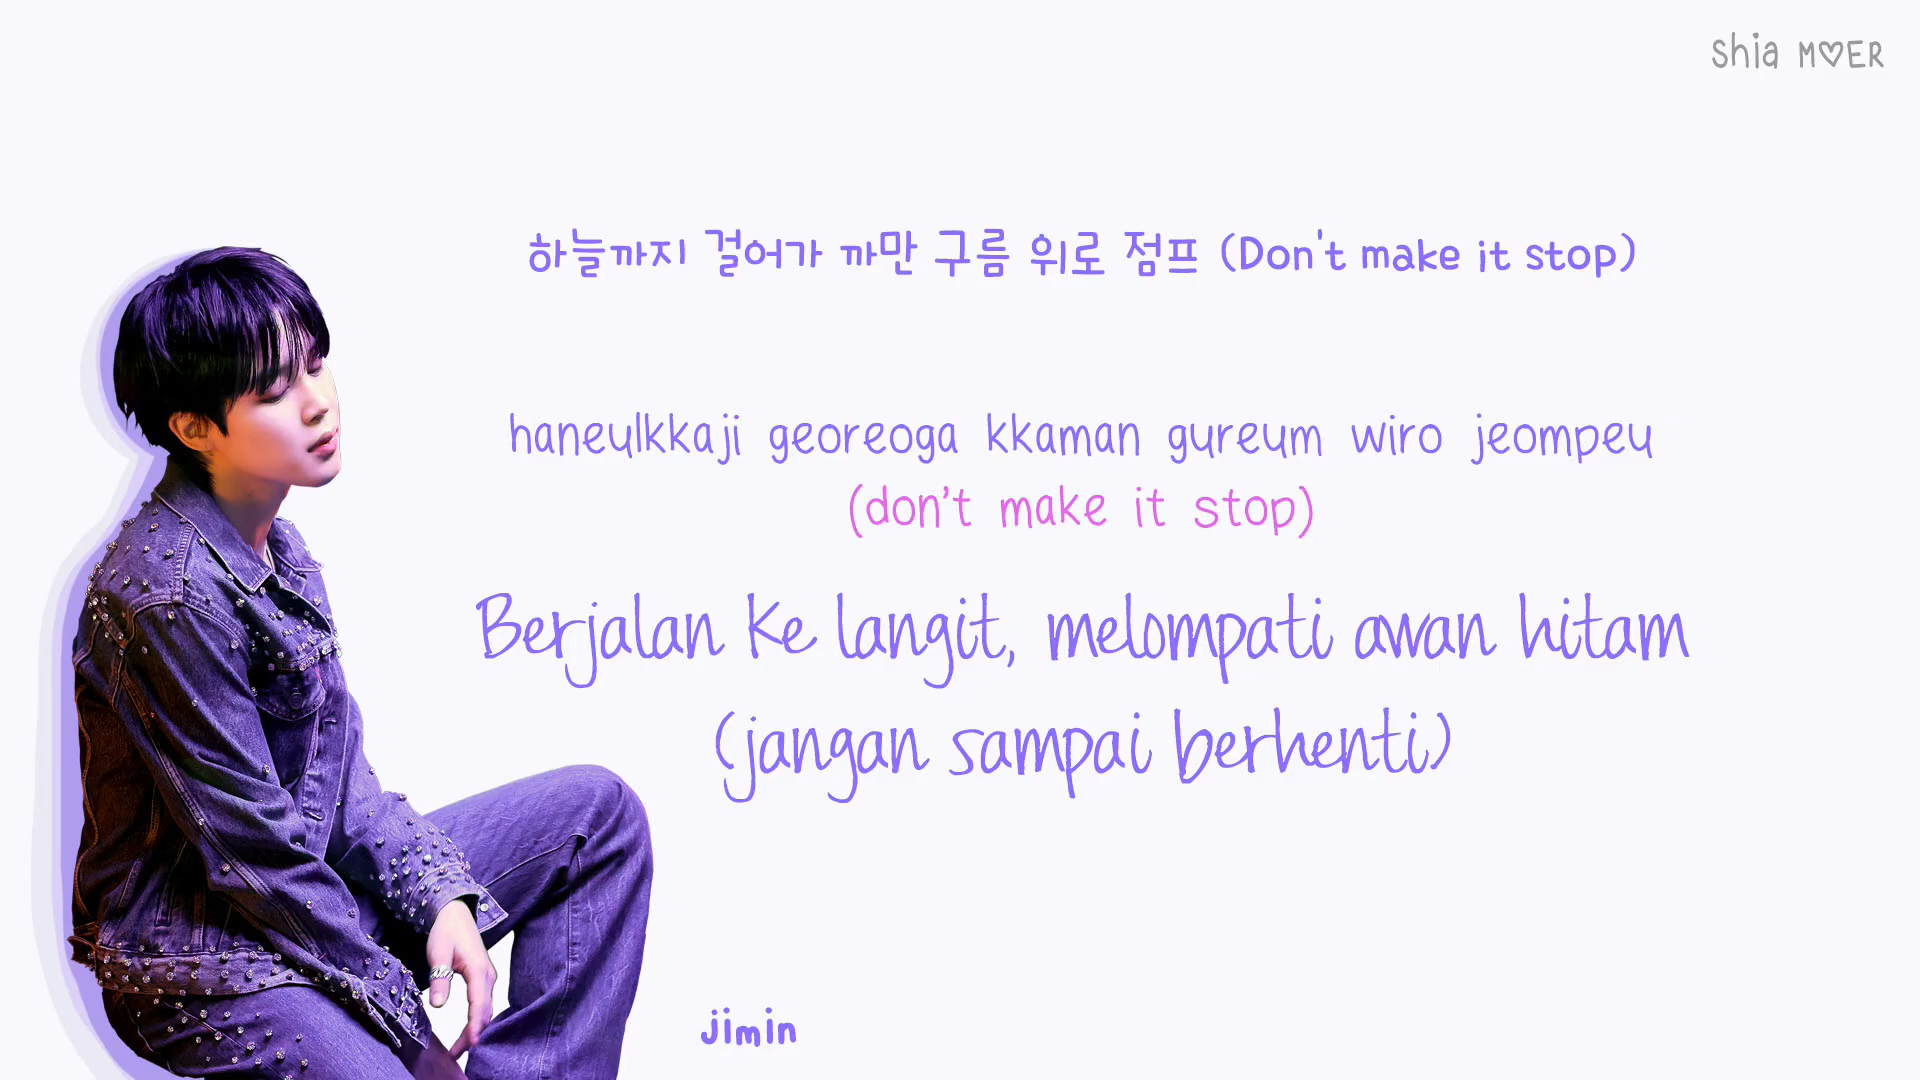 Shia M♡ER
하늘까지 걸어가 까만 구름 위로 점프 (Don't make it stop)
haneulkkaji georeoga kkaman gureum wiro jeompeu
(don't make it stop)
Berjalan ke langit, melompati awan hitam
(jangan sampai berhenti)
jimin